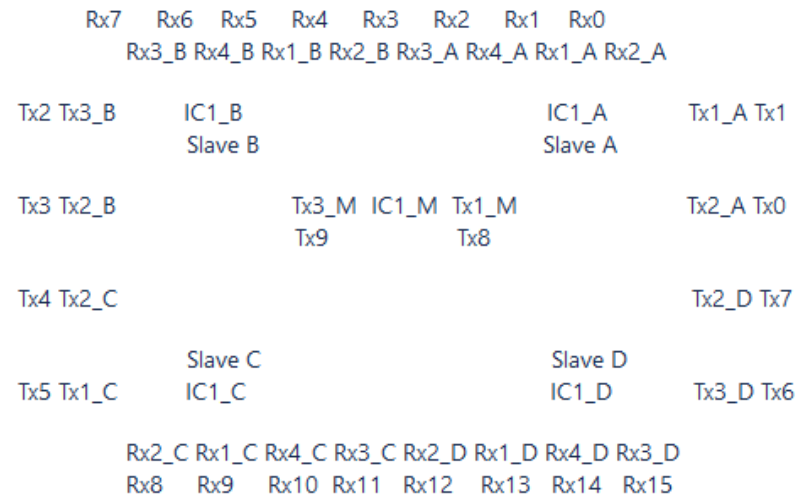 Rx7 Rx6 Rx5 Rx4 Rx3 Rx2 Rx1 Rx0
Rx3_B Rx4_B Rx1_B Rx2_B Rx3_A Rx4_A Rx1_A Rx2_A
Tx2 Tx3_B IC1_B IC1_A Tx1_A Tx1
Slave B Slave A
Tx3 Tx2_B Tx3_M IC1_M Tx1_M Tx2_A Tx0
Tx9 Tx8
Tx4 Tx2_C Tx2_D Tx7
Slave C Slave D
Tx5 Tx1_C IC1_C IC1_D Tx3_D Tx6
Rx2_C Rx1_C Rx4_C Rx3_C Rx2_D Rx1_D Rx4_D Rx3_D
Rx8 Rx9 Rx10 Rx11 Rx12 Rx13 Rx14 Rx15